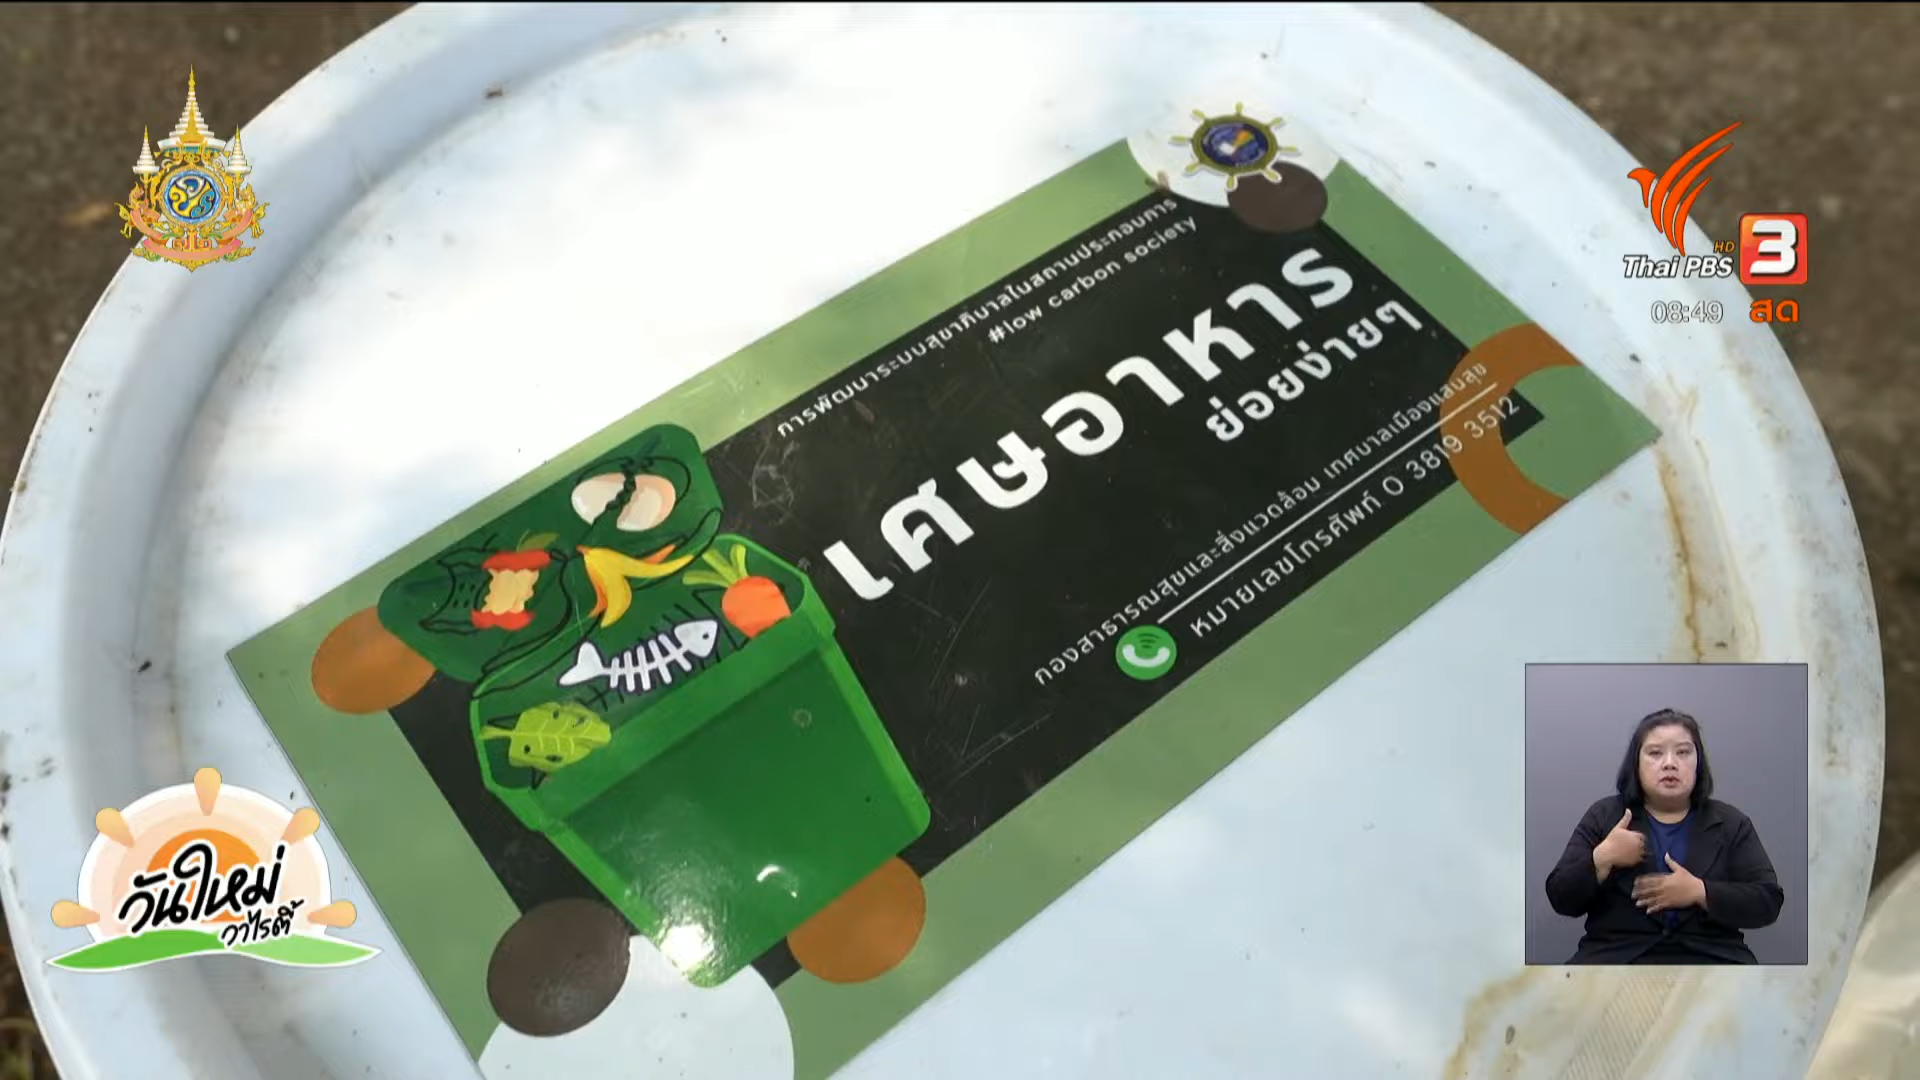 Thai PBS
HD
3
08:49 สด
การพัฒนาระบบสุขาภิบาลในสถานประกอบการ
#low carbon society
เศษอาหาร
ย่อยง่ายๆ
กองสาธารณสุขและสิ่งแวดล้อม เทศบาลเมืองแสนสุข
หมายเลขโทรศัพท์ 0 3819 3512
วันใหม่
วาไรตี้
๗๒